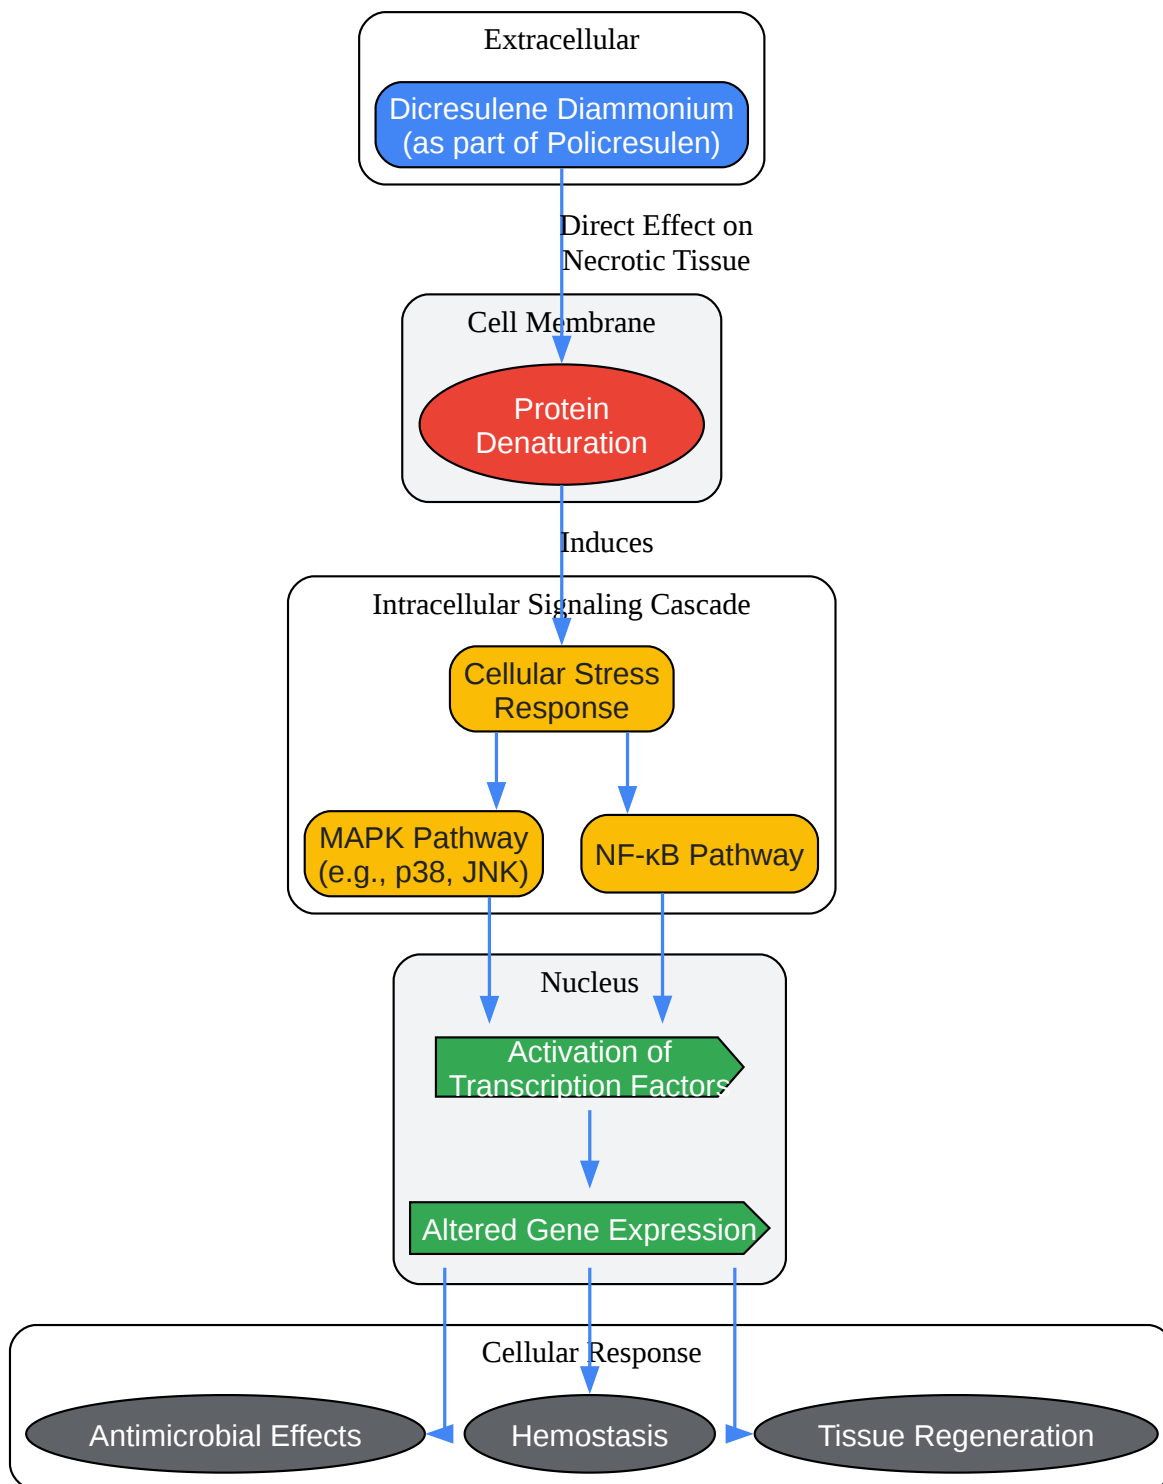 Extracellular
Dicresulene Diammonium
(as part of Policresulen)
Direct Effect on
Necrotic Tissue
Cell Membrane
Protein
Denaturation
Induces
Intracellular Signaling Cascade
Cellular Stress
Response
MAPK Pathway
(e.g., p38, JNK)
NF-κB Pathway
Nucleus
Activation of
Transcription Factors
Altered Gene Expression
Cellular Response
Antimicrobial Effects
Hemostasis
Tissue Regeneration